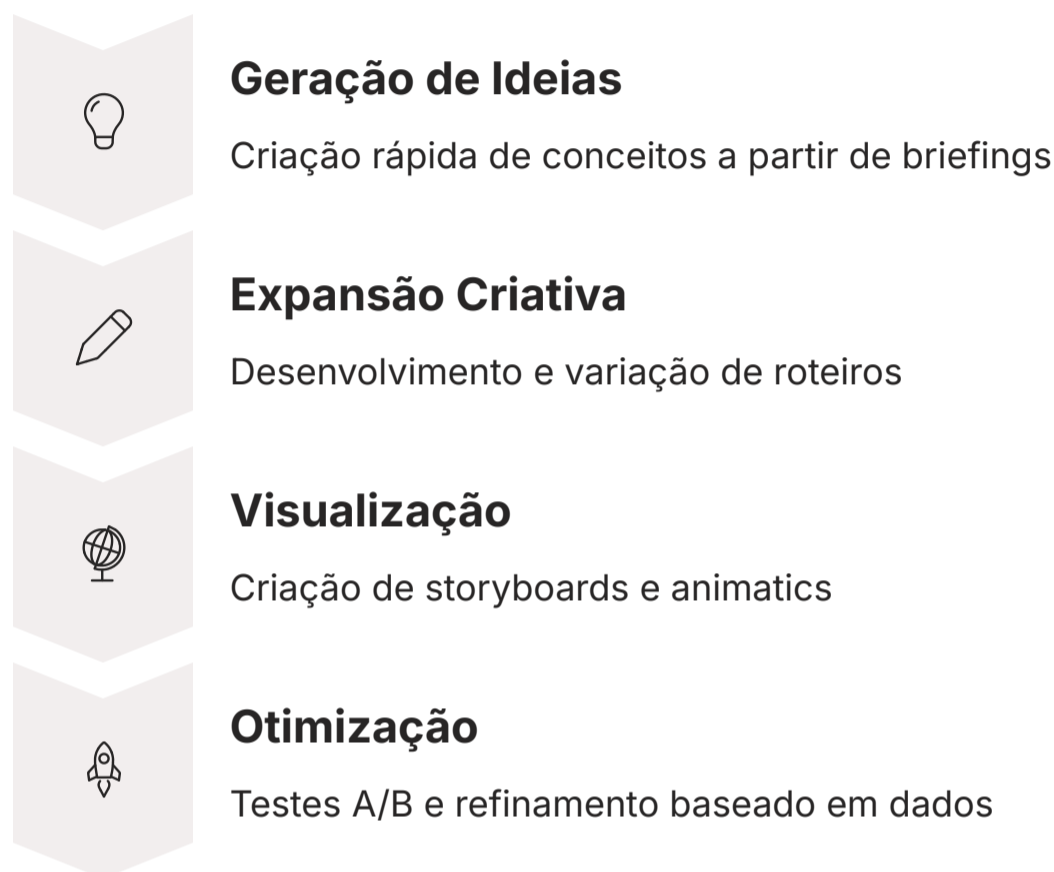 Geração de Ideias
Criação rápida de conceitos a partir de briefings
Expansão Criativa
Desenvolvimento e variação de roteiros
Visualização
Criação de storyboards e animatics
Otimização
Testes A/B e refinamento baseado em dados